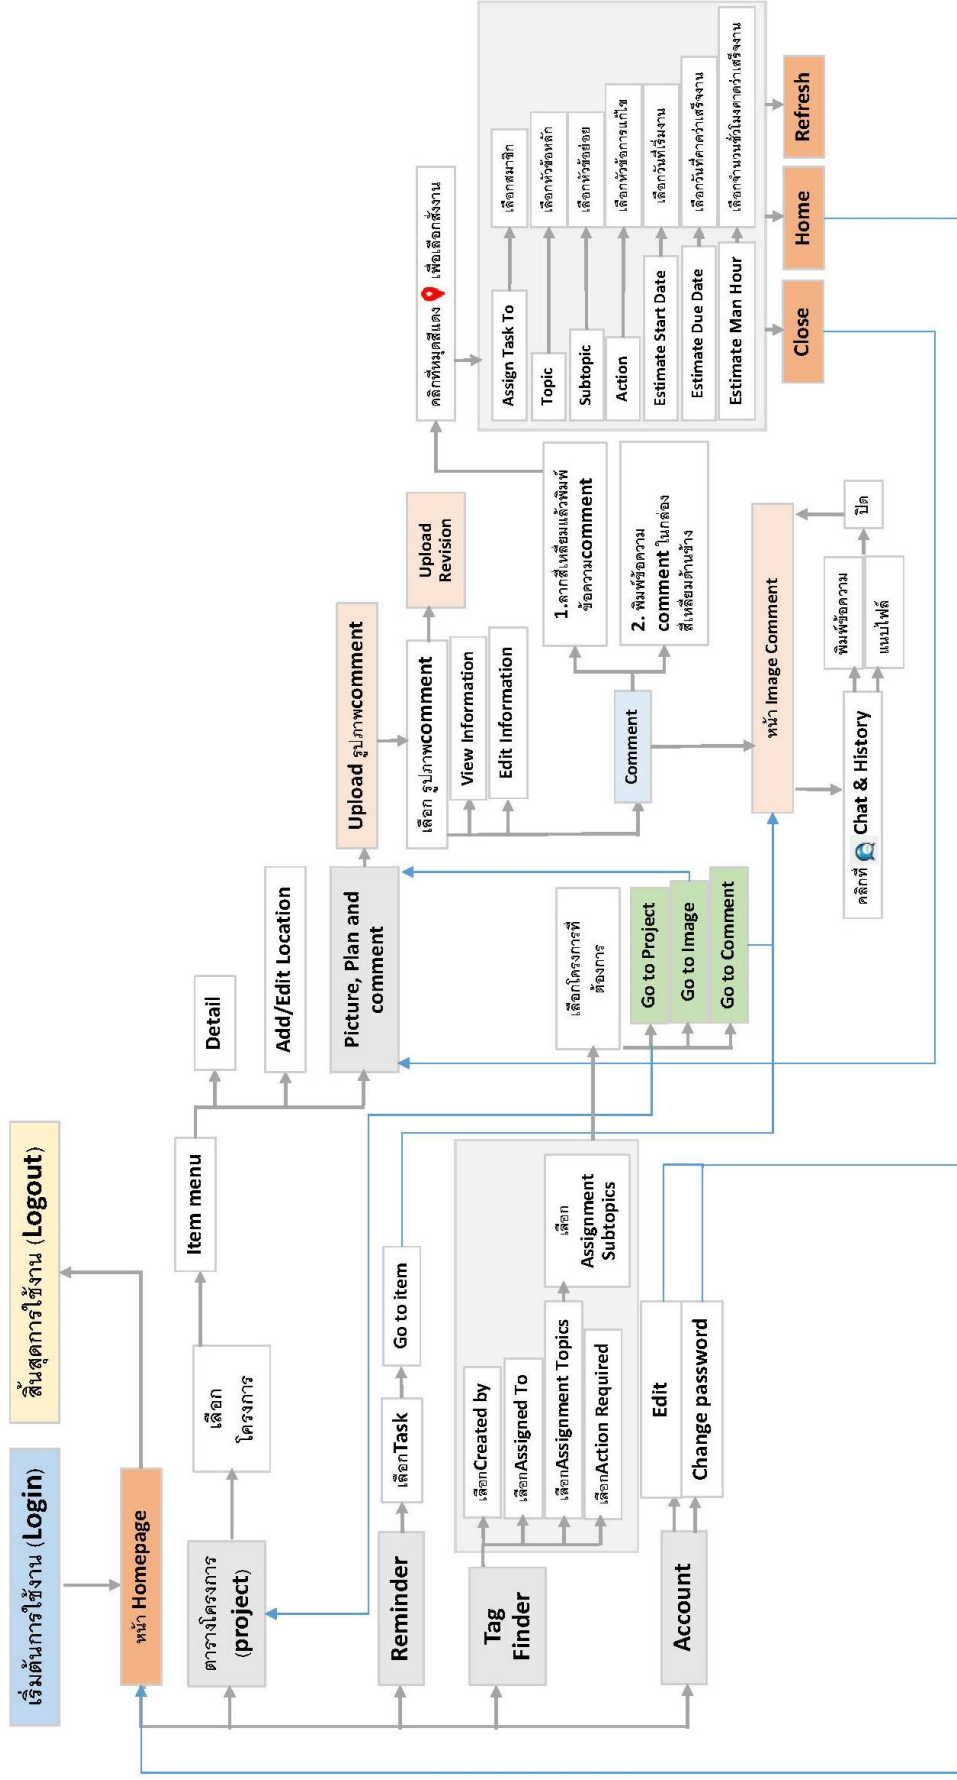 เริ่มต้นการใช้งาน (Login)
สิ้นสุดการใช้งาน (Logout)
หน้า Homepage
ตารางโครงการ
(project)
เลือก
โครงการ
Item menu
Detail
Add/Edit Location
Picture, Plan and
comment
Upload รูปภาพcomment
เลือก รูปภาพcomment
Upload
Revision
View Information
Edit Information
Comment
1.ลากสี่เหลี่ยมแล้วพิมพ์
ข้อความcomment
2. พิมพ์ข้อความ
comment ในกล่อง
สี่เหลี่ยมด้านข้าง
คลิกที่หมุดสีแดง เพื่อเลือกสั่งงาน
Assign Task To
เลือกสมาชิก
Topic
เลือกหัวข้อหลัก
Subtopic
เลือกหัวข้อย่อย
Action
เลือกหัวข้อการแก้ไข
Estimate Start Date
เลือกวันที่เริ่มงาน
Estimate Due Date
เลือกวันที่คาดว่าเสร็จงาน
Estimate Man Hour
เลือกจำนวนชั่วโมงคาดว่าเสร็จงาน
Close
Home
Refresh
หน้า Image Comment
คลิกที่ Chat & History
พิมพ์ข้อความ
แนบไฟล์
ปิด
Reminder
เลือกTask
Go to item
Tag
Finder
เลือกCreated by
เลือกAssigned To
เลือกAssignment Topics
เลือกAction Required
เลือก
Assignment
Subtopics
เลือกโครงการที่
ต้องการ
Go to Project
Go to Image
Go to Comment
Account
Edit
Change password